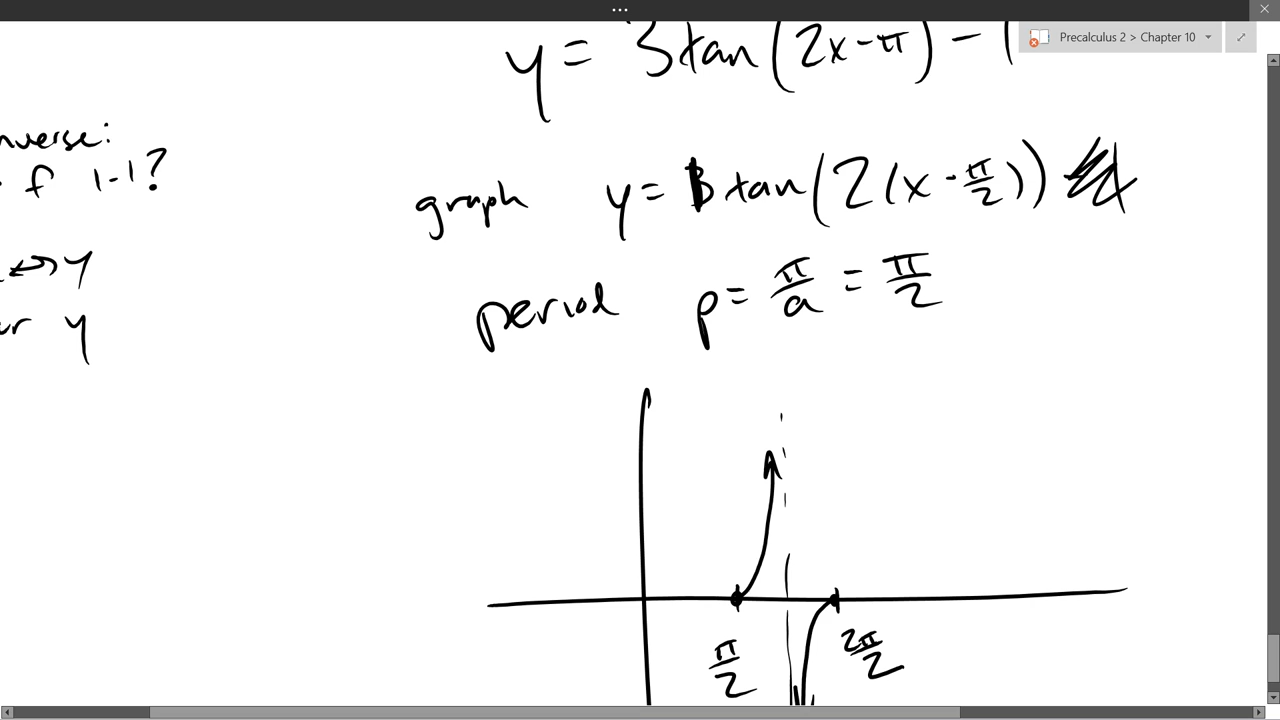 y = 3tan(2x-π) - 1
Precalculus 2 > Chapter 10
nverse:
f 1-1?
graph y = tan(2(x - π/2))
↔ y
period p = π/a = π/2
y
π/2 2π/2